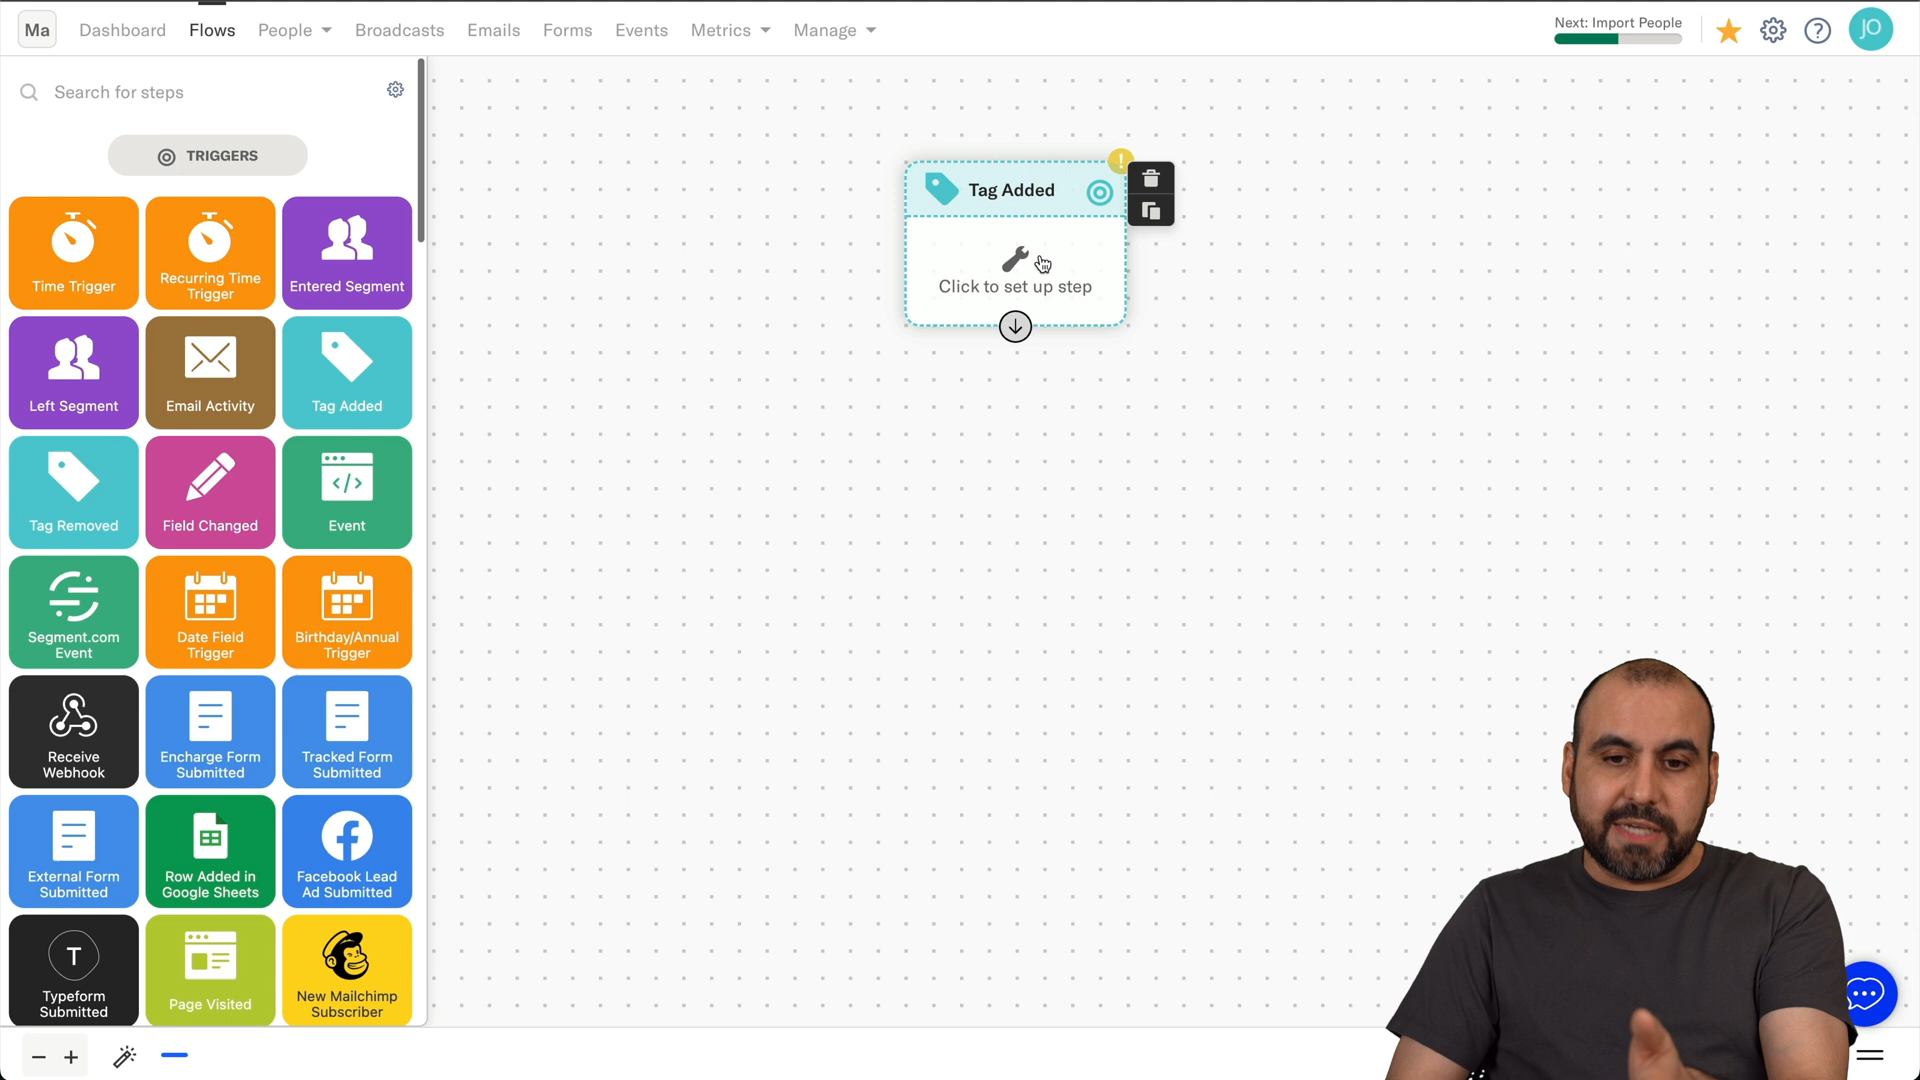 Ma
Dashboard
Flows
People
Broadcasts
Emails
Forms
Events
Metrics
Manage
Next: Import People
JO
Search for steps
TRIGGERS
Time Trigger
Recurring Time
Trigger
Entered Segment
Left Segment
Email Activity
Tag Added
Tag Removed
Field Changed
Event
Segment.com
Event
Date Field
Trigger
Birthday/Annual
Trigger
Receive
Webhook
Encharge Form
Submitted
Tracked Form
Submitted
External Form
Submitted
Row Added in
Google Sheets
Facebook Lead
Ad Submitted
T
Typeform
Submitted
Page Visited
New Mailchimp
Subscriber
Tag Added
Click to set up step